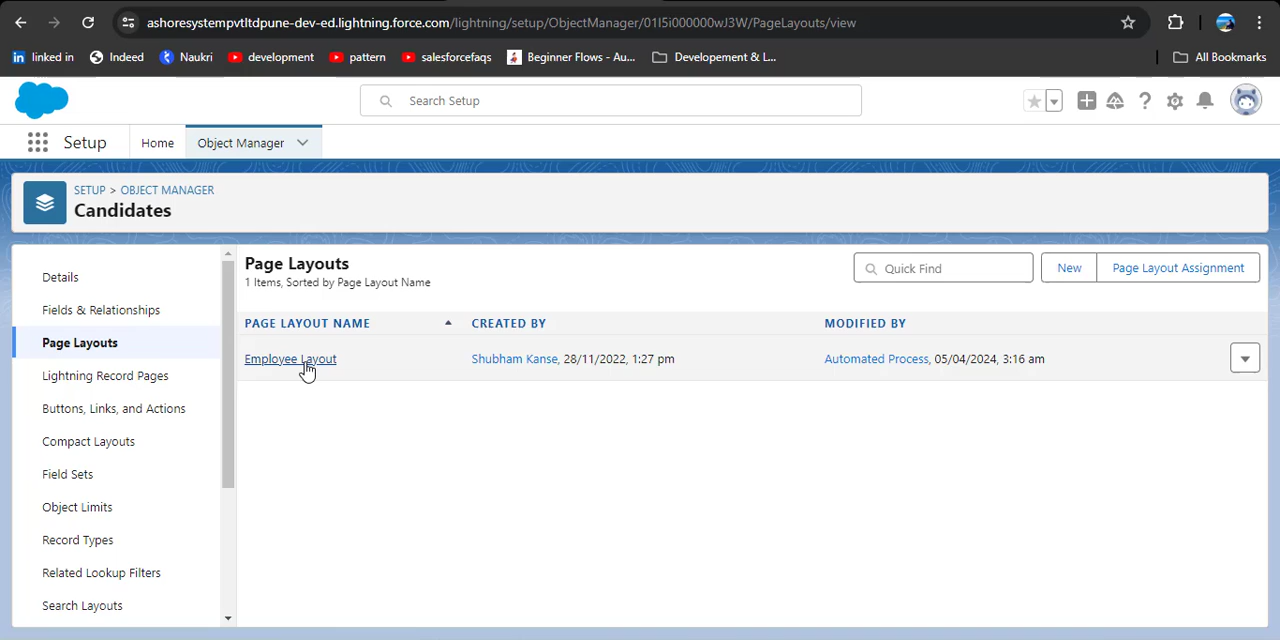 ashoresystempvtltdpune-dev-ed.lightning.force.com/lightning/setup/ObjectManager/01I5i000000wJ3W/PageLayouts/view
linked in Indeed Naukri development pattern salesforcefaqs Beginner Flows - Au... Developement & L... All Bookmarks
Search Setup
Setup Home Object Manager
SETUP > OBJECT MANAGER
Candidates
Details
Fields & Relationships
Page Layouts
Lightning Record Pages
Buttons, Links, and Actions
Compact Layouts
Field Sets
Object Limits
Record Types
Related Lookup Filters
Search Layouts
Page Layouts
1 Items, Sorted by Page Layout Name
Quick Find New Page Layout Assignment
PAGE LAYOUT NAME CREATED BY MODIFIED BY
Employee Layout Shubham Kanse, 28/11/2022, 1:27 pm Automated Process, 05/04/2024, 3:16 am